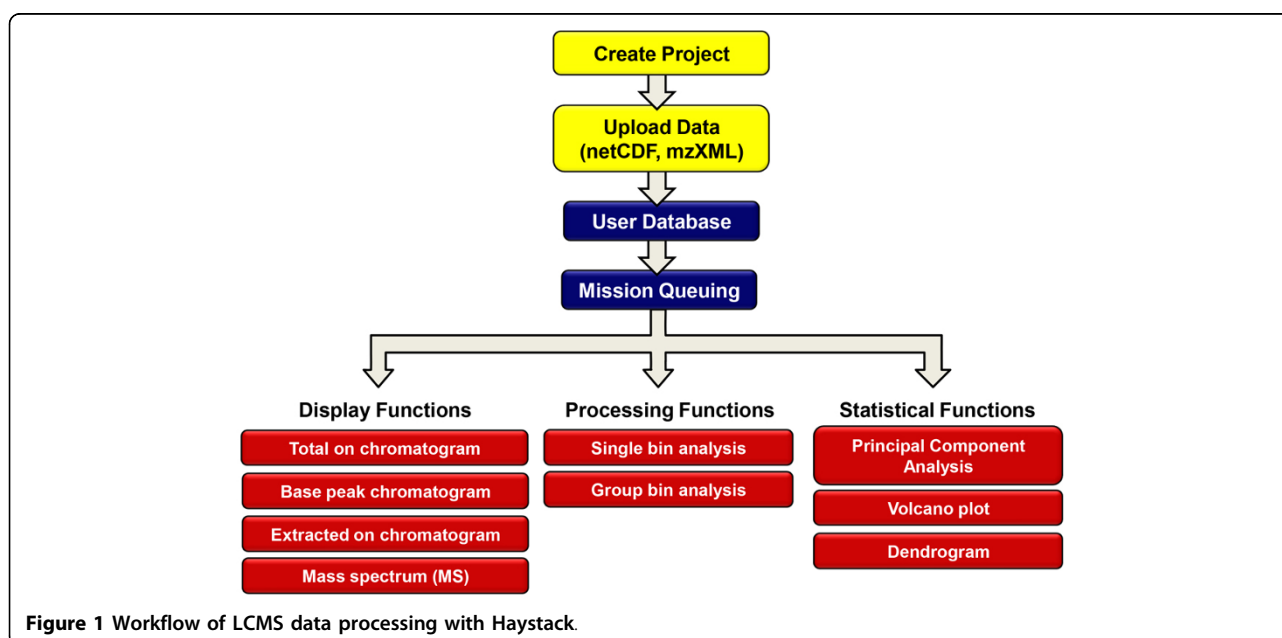 Create Project
Upload Data
(netCDF, mzXML)
User Database
Mission Queuing
Display Functions
Total on chromatogram
Base peak chromatogram
Extracted on chromatogram
Mass spectrum (MS)
Processing Functions
Single bin analysis
Group bin analysis
Statistical Functions
Principal Component
Analysis
Volcano plot
Dendrogram
Figure 1 Workflow of LCMS data processing with Haystack.